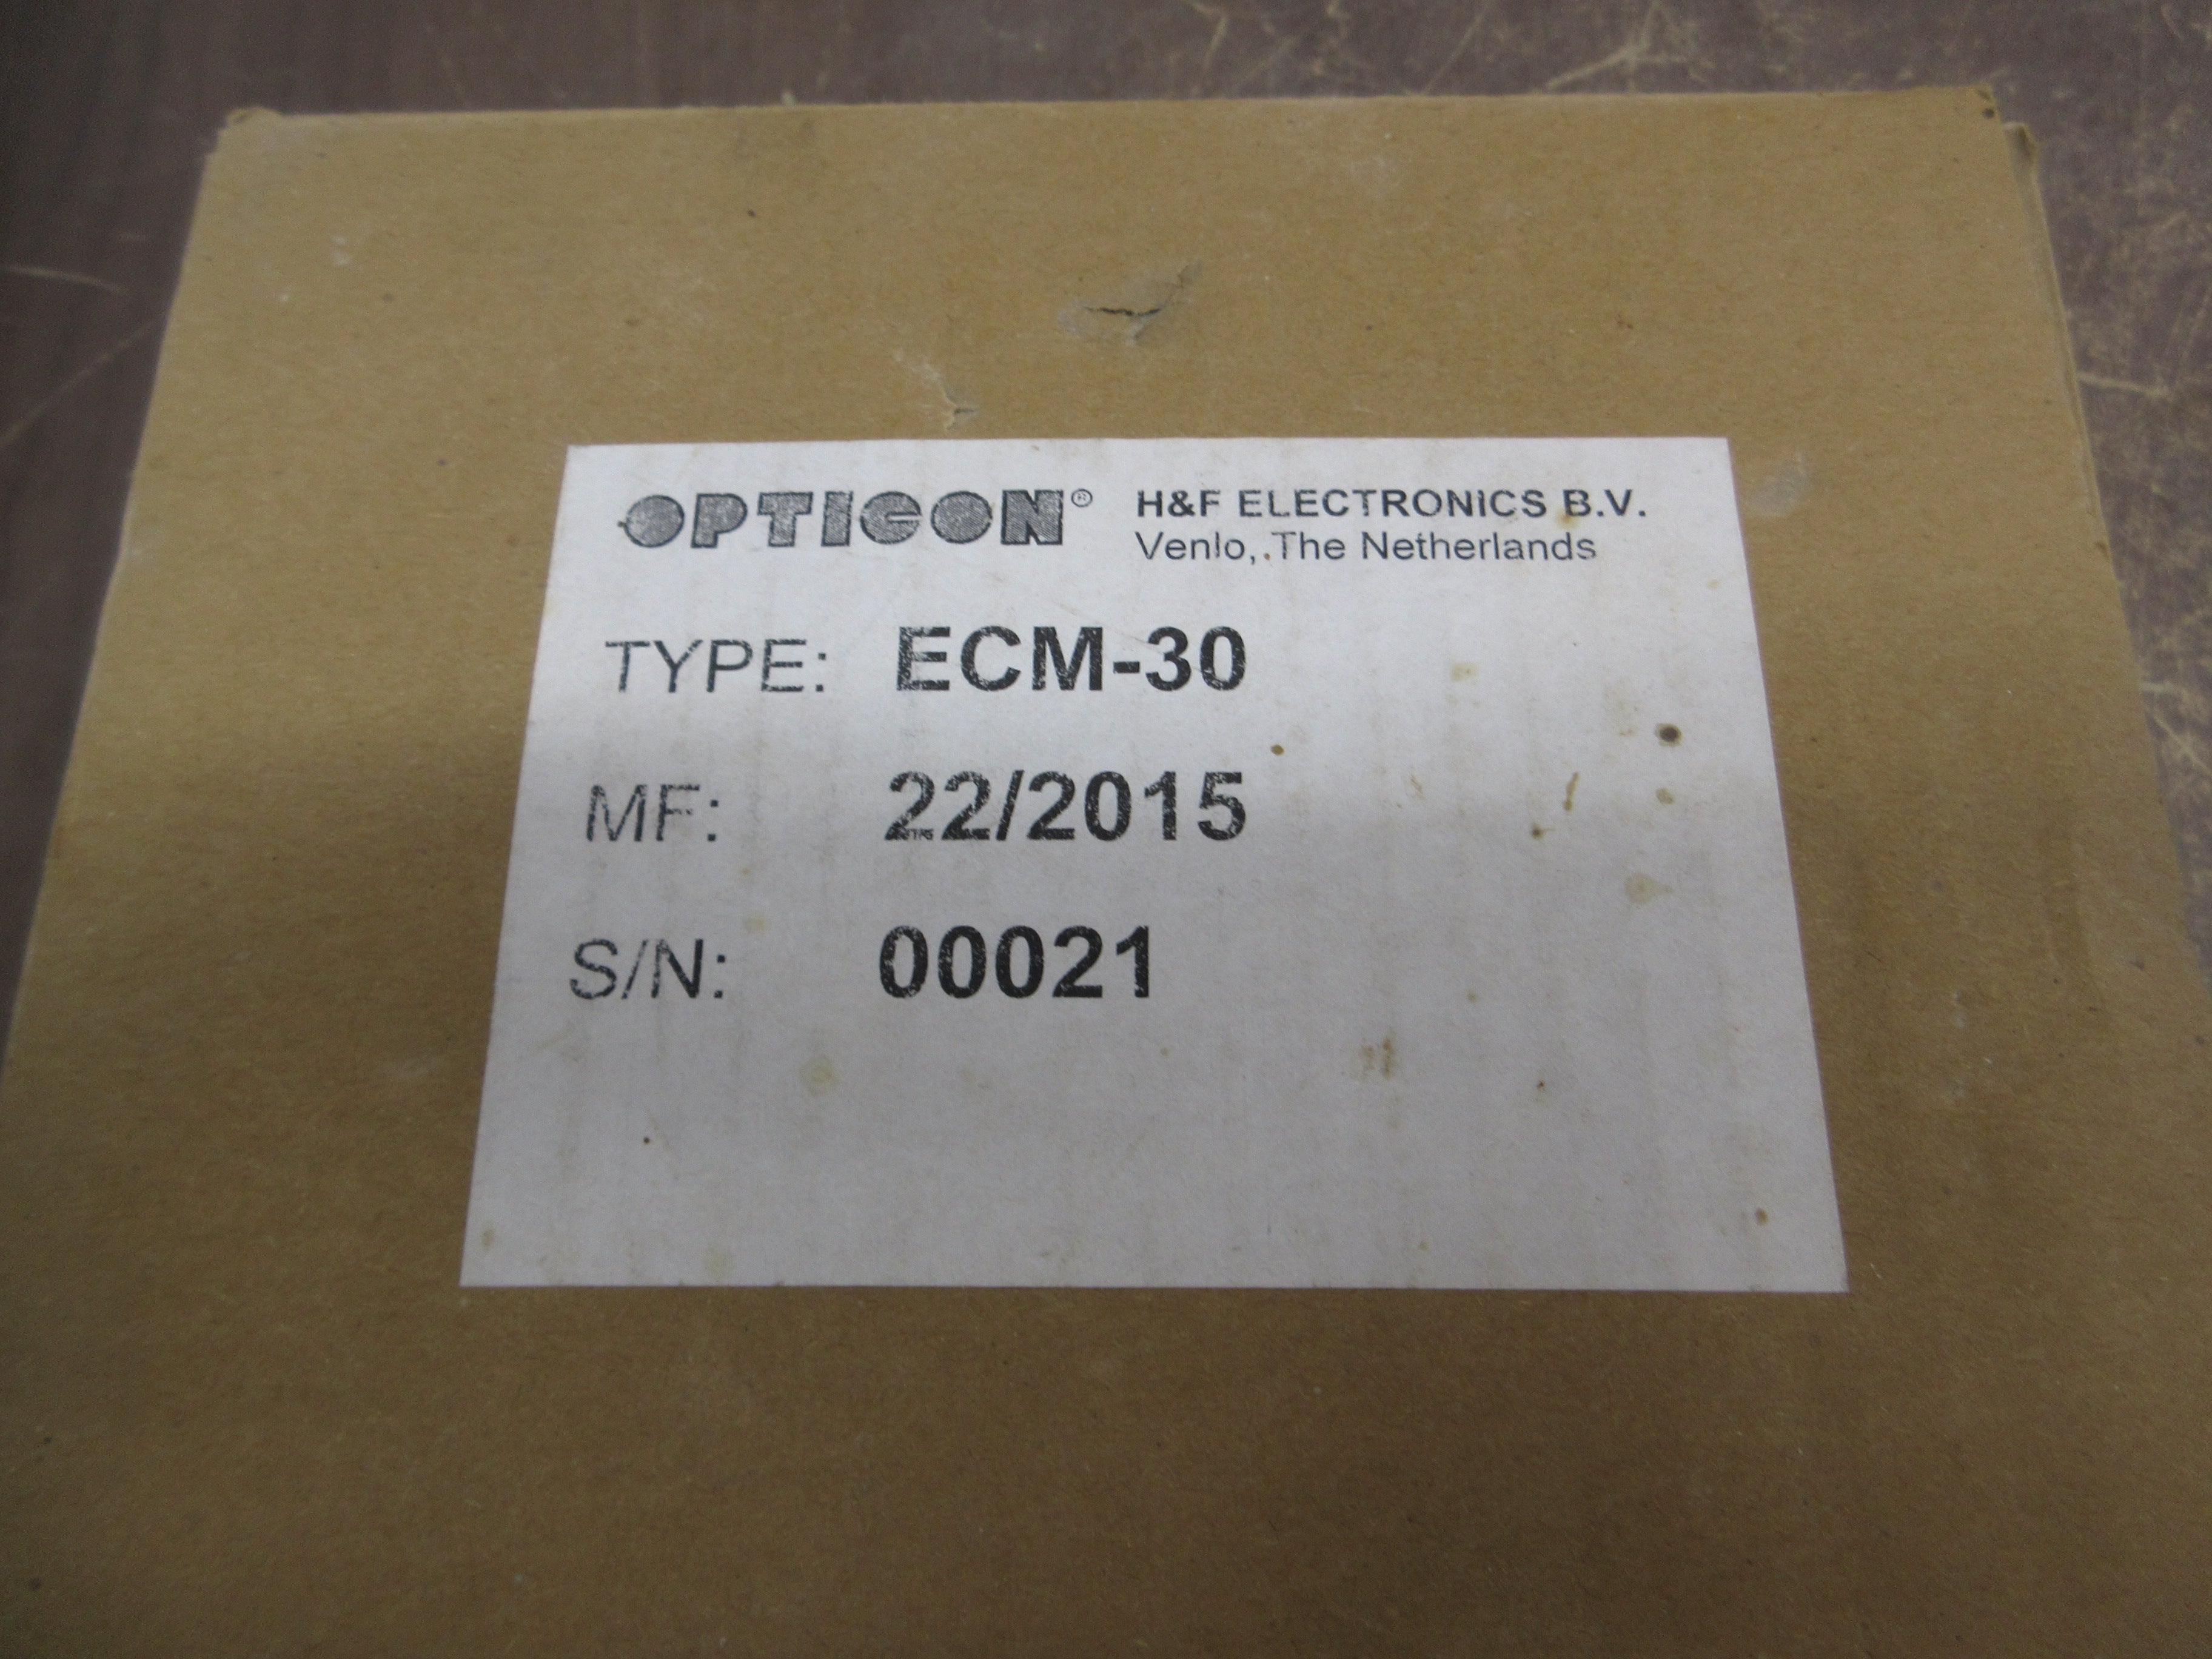 OPTICON® H&F ELECTRONICS B.V.
Venlo, The Netherlands
TYPE: ECM-30
MF: 22/2015
S/N: 00021